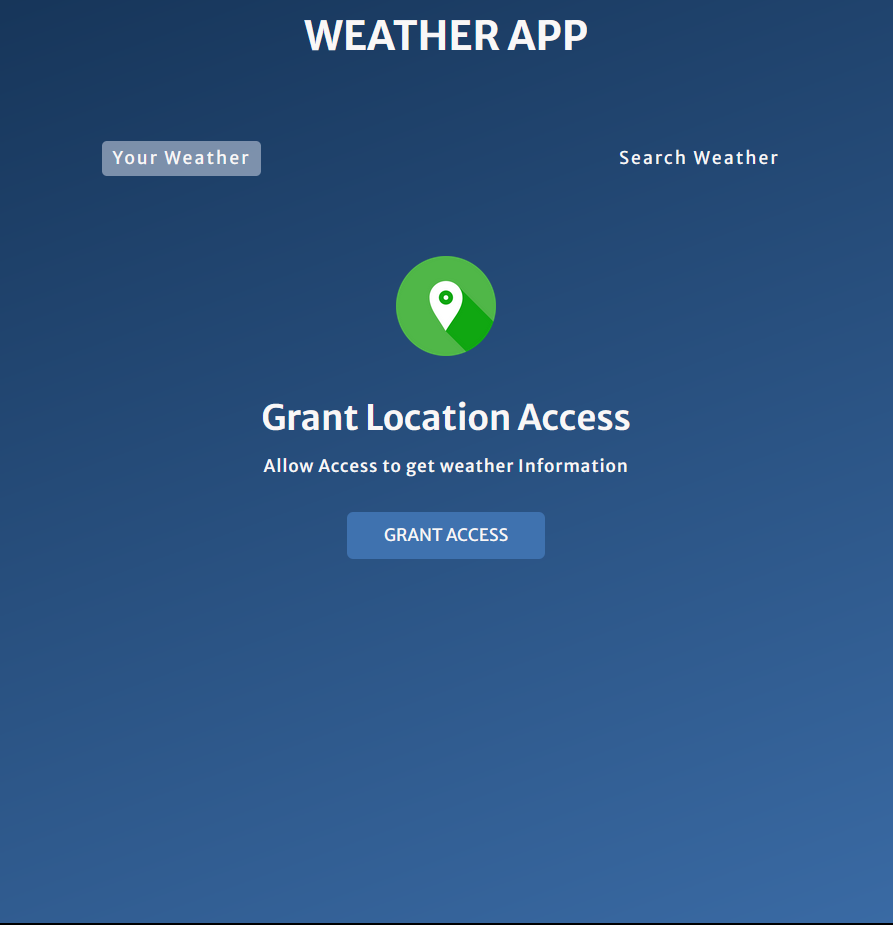 WEATHER APP
Your Weather
Search Weather
Grant Location Access
Allow Access to get weather Information
GRANT ACCESS